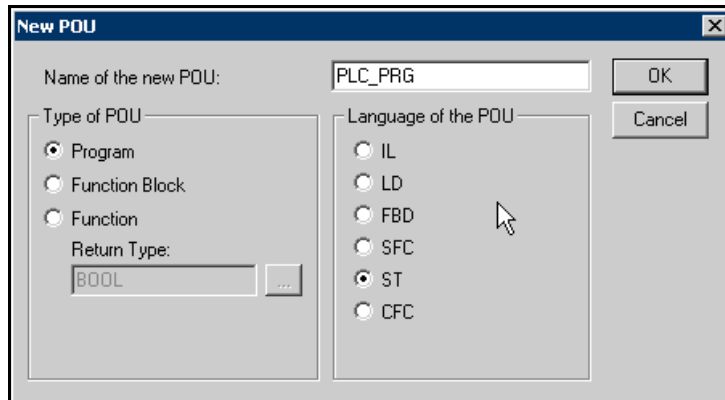 New POU
Name of the new POU:
PLC_PRG
OK
Cancel
Type of POU
Program
Function Block
Function
Return Type:
BOOL
...
Language of the POU
IL
LD
FBD
SFC
ST
CFC